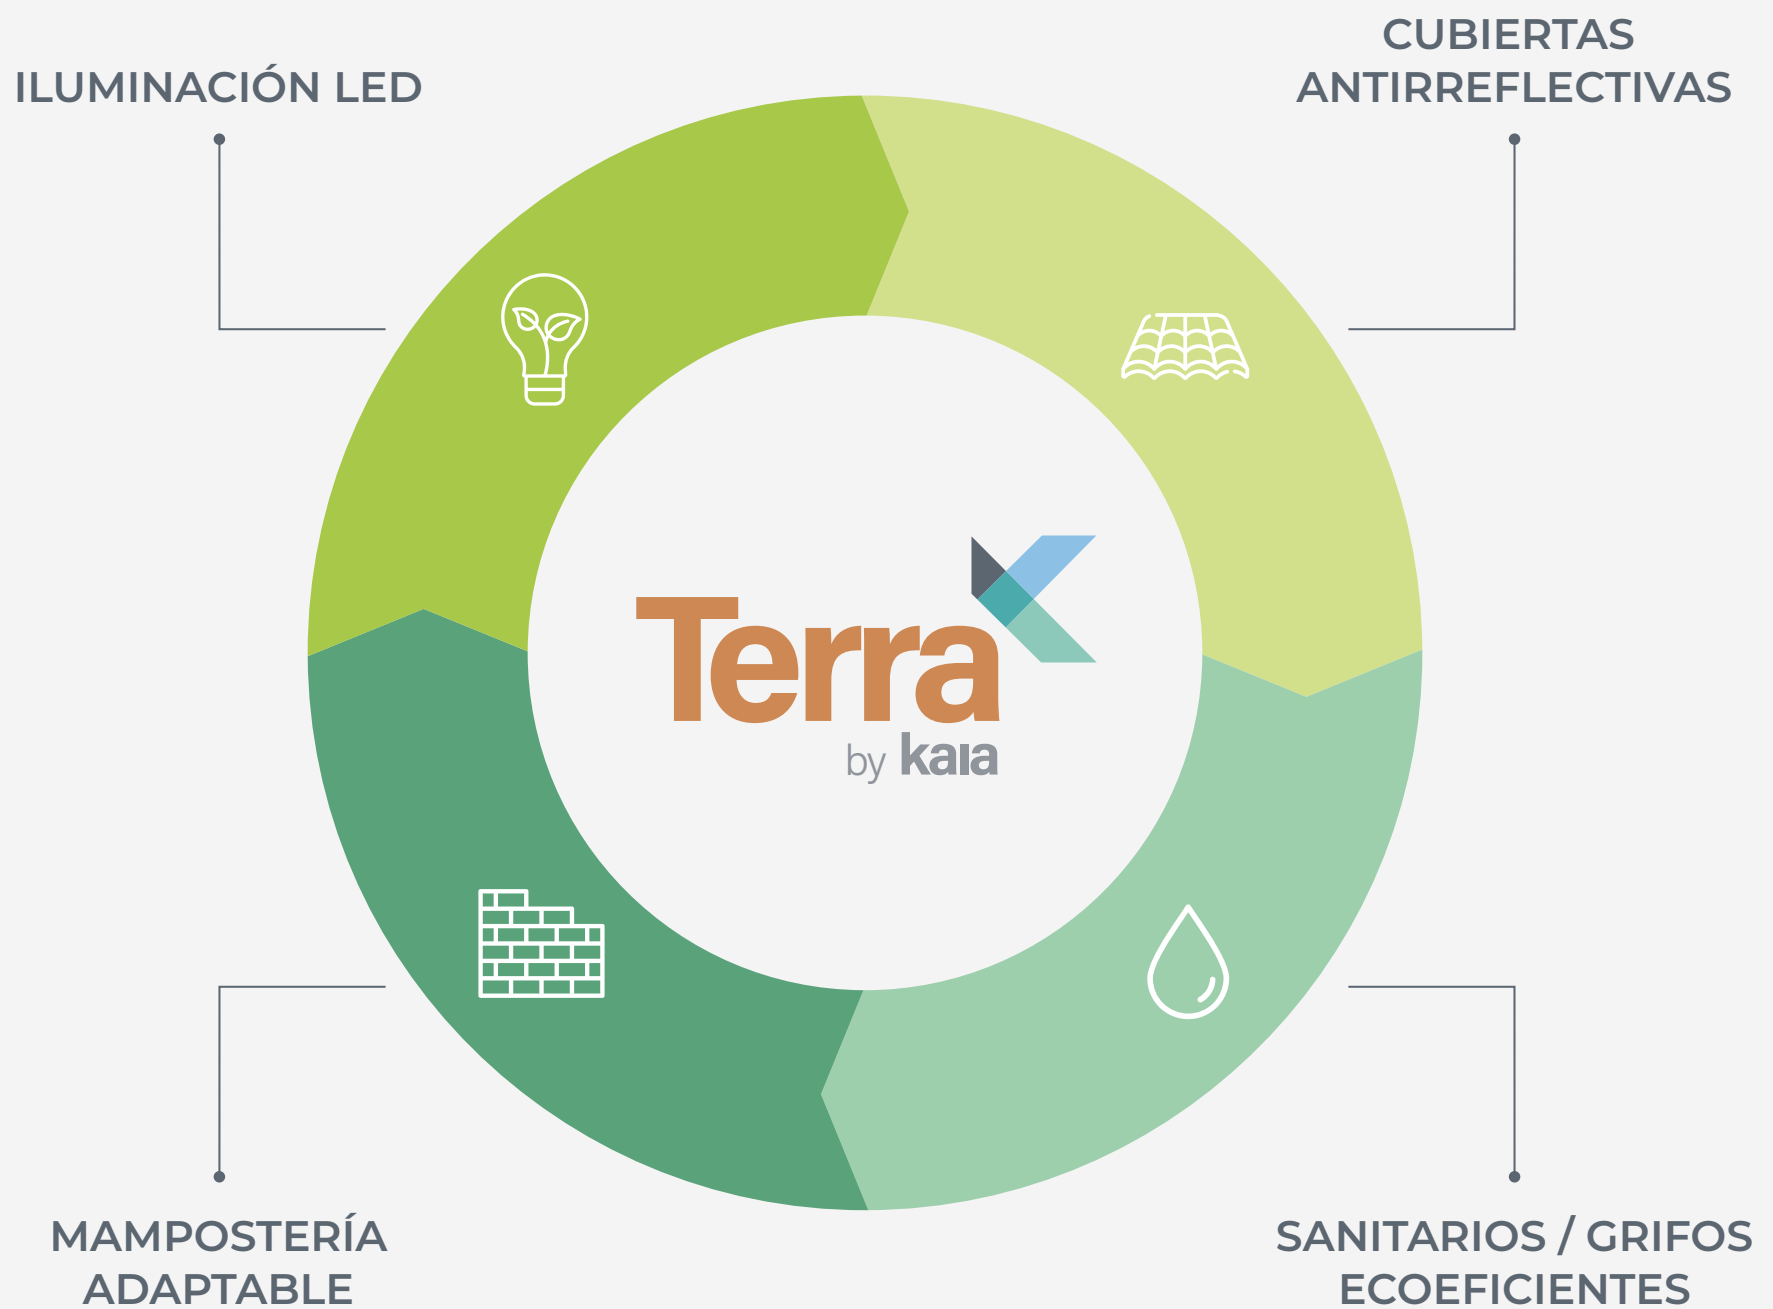 ILUMINACIÓN LED
CUBIERTAS
ANTIRREFLECTIVAS
Terra
by kaia
MAMPOSTERÍA
ADAPTABLE
SANITARIOS / GRIFOS
ECOEFICIENTES